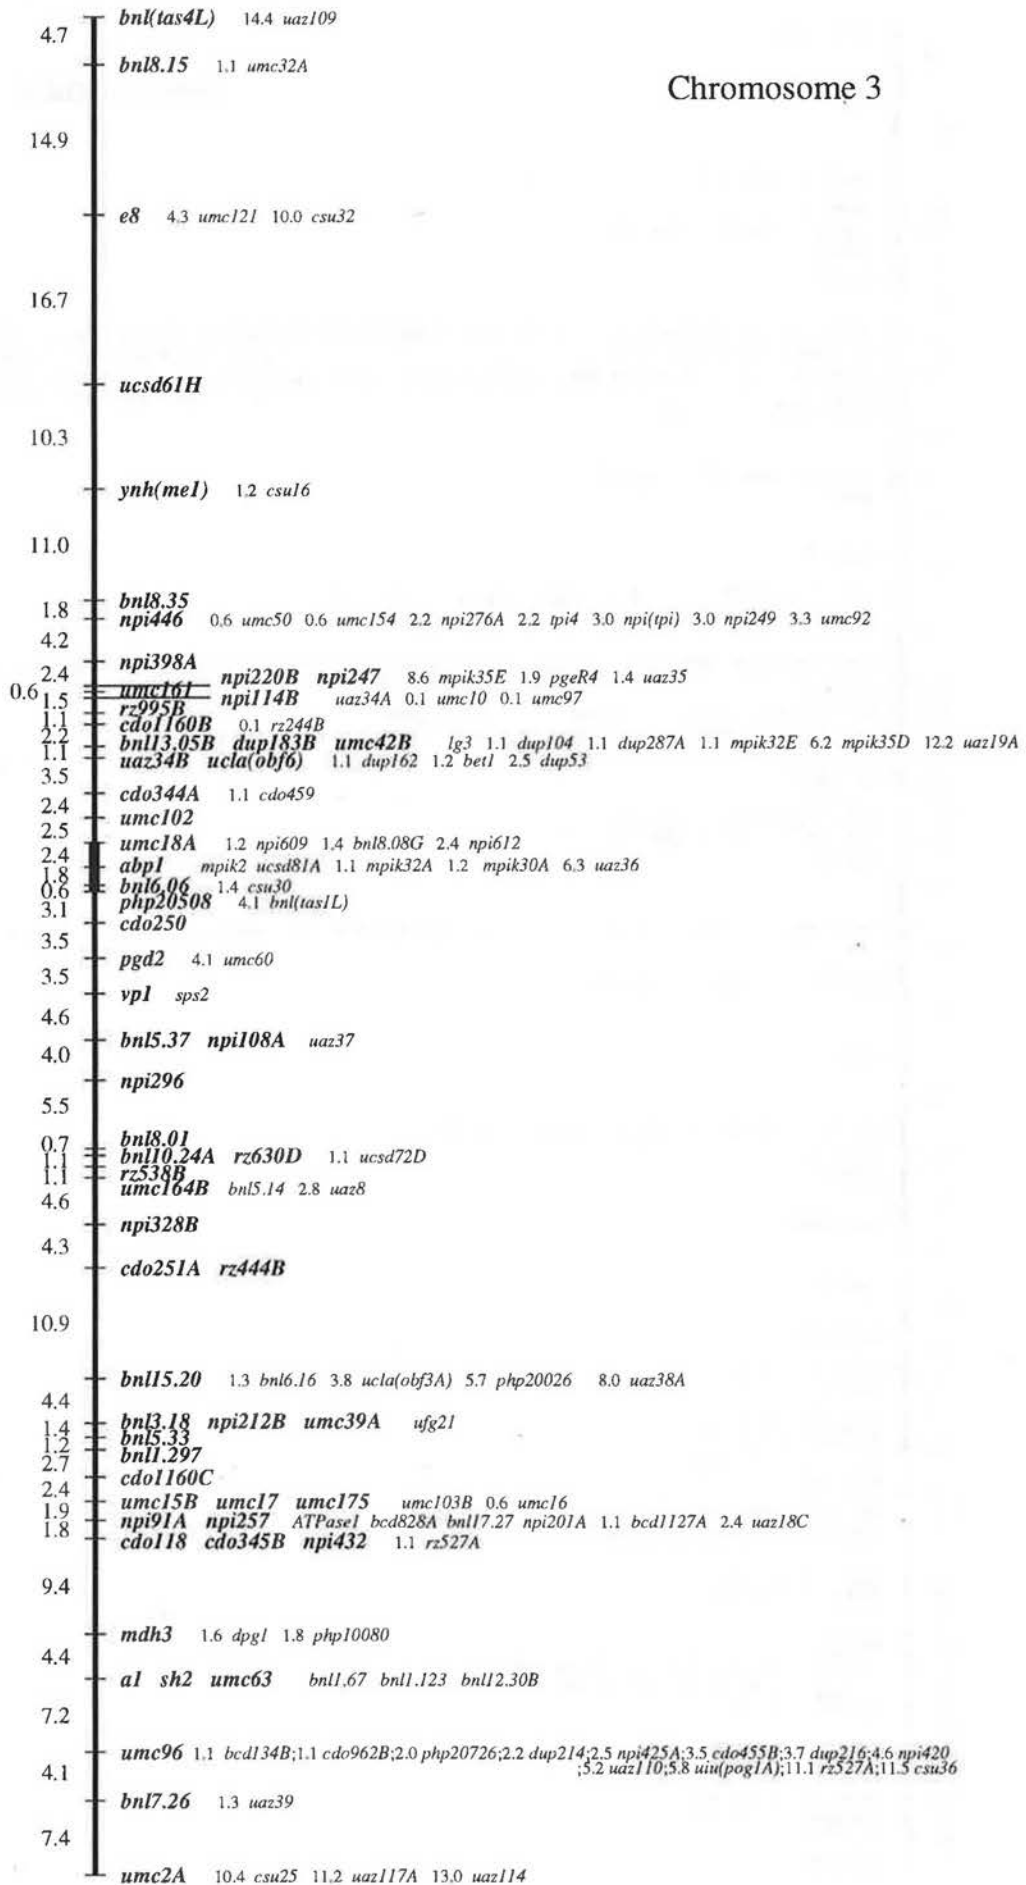 Chromosome 3
bnl(tas4L) 14.4 uaz109
4.7
bnl8.15 1.1 umc32A
14.9
e8 4.3 umc121 10.0 csu32
16.7
ucsd61H
10.3
ynh(me1) 1.2 csu16
11.0
bnl8.35
1.8
npi446 0.6 umc50 0.6 umc154 2.2 npi276A 2.2 tpi4 3.0 npi(tpi) 3.0 npi249 3.3 umc92
4.2
npi398A
2.4
npi220B npi247 8.6 mpik35E 1.9 pgeR4 1.4 uaz35
0.6
umc161 npi114B uaz34A 0.1 umc10 0.1 umc97
1.5
rz995B
1.1
cdo1160B 0.1 rz244B
2.2
bnl13.05B dup183B umc42B lg3 1.1 dup104 1.1 dup287A 1.1 mpik32E 6.2 mpik35D 12.2 uaz19A
1.1
uaz34B ucla(obf6) 1.1 dup162 1.2 bet1 2.5 dup53
3.5
cdo344A 1.1 cdo459
2.4
umc102
2.5
umc18A 1.2 npi609 1.4 bnl8.08G 2.4 npi612
2.4
abp1 mpik2 ucsd81A 1.1 mpik32A 1.2 mpik30A 6.3 uaz36
1.8
bnl6.06 1.4 csu30
0.6
php20508 4.1 bnl(tas1L)
3.1
cdo250
3.5
pgd2 4.1 umc60
3.5
vp1 sps2
4.6
bnl5.37 npi108A uaz37
4.0
npi296
5.5
bnl8.01
0.7
bnl10.24A rz630D 1.1 ucsd72D
1.1
rz538B
1.1
umc164B bnl5.14 2.8 uaz8
4.6
npi328B
4.3
cdo251A rz444B
10.9
bnl15.20 1.3 bnl6.16 3.8 ucla(obf3A) 5.7 php20026 8.0 uaz38A
4.4
bnl3.18 npi212B umc39A ufg21
1.4
bnl5.33
1.2
bnl1.297
2.7
cdo1160C
2.4
umc15B umc17 umc175 umc103B 0.6 umc16
1.9
npi91A npi257 ATPase1 bcd828A bnl17.27 npi201A 1.1 bcd1127A 2.4 uaz18C
1.8
cdo118 cdo345B npi432 1.1 rz527A
9.4
mdh3 1.6 dpg1 1.8 php10080
4.4
a1 sh2 umc63 bnl1.67 bnl1.123 bnl12.30B
7.2
umc96 1.1 bcd134B;1.1 cdo962B;2.0 php20726;2.2 dup214;2.5 npi425A;3.5 cdo455B;3.7 dup216;4.6 npi420
;5.2 uaz110;5.8 uiu(pog1A);11.1 rz527A;11.5 csu36
4.1
bnl7.26 1.3 uaz39
7.4
umc2A 10.4 csu25 11.2 uaz117A 13.0 uaz114